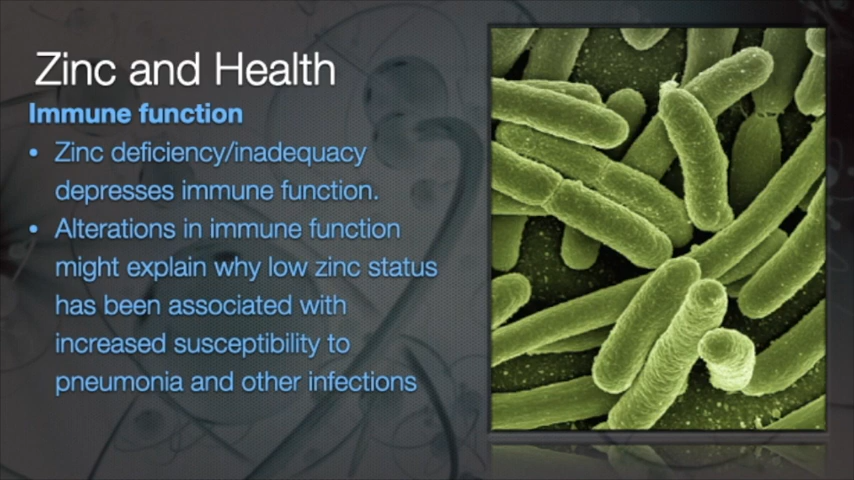 Zinc and Health
Immune function
• Zinc deficiency/inadequacy
depresses immune function.
• Alterations in immune function
might explain why low zinc status
has been associated with
increased susceptibility to
pneumonia and other infections